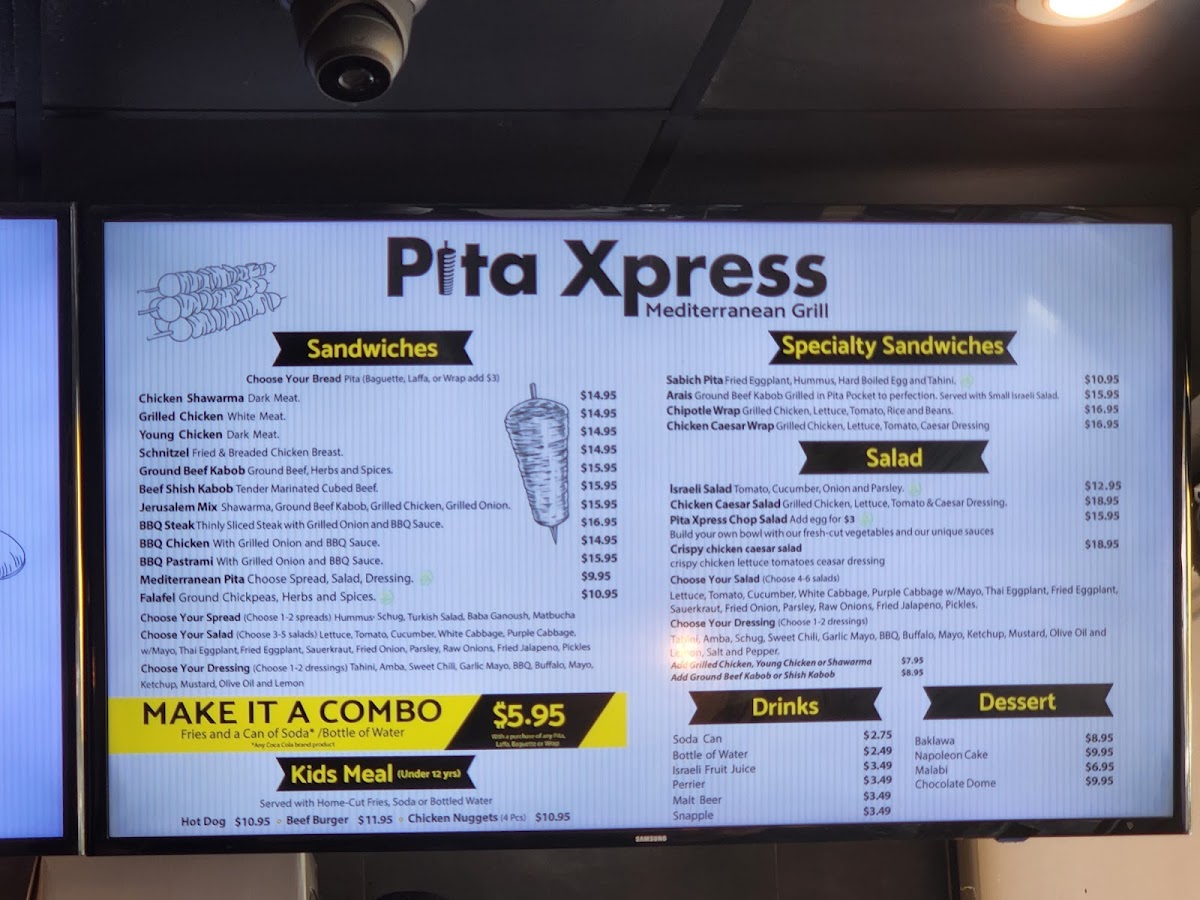 Pita Xpress
Mediterranean Grill
Sandwiches
Choose Your Bread Pita (Baguette, Laffa, or Wrap add $3)
Chicken Shawarma Dark Meat. $14.95
Grilled Chicken White Meat. $14.95
Young Chicken Dark Meat. $14.95
Schnitzel Fried & Breaded Chicken Breast. $14.95
Ground Beef Kabob Ground Beef, Herbs and Spices. $15.95
Beef Shish Kabob Tender Marinated Cubed Beef. $15.95
Jerusalem Mix Shawarma, Ground Beef Kabob, Grilled Chicken, Grilled Onion. $15.95
BBQ Steak Thinly Sliced Steak with Grilled Onion and BBQ Sauce. $16.95
BBQ Chicken With Grilled Onion and BBQ Sauce. $14.95
BBQ Pastrami With Grilled Onion and BBQ Sauce. $15.95
Mediterranean Pita Choose Spread, Salad, Dressing. $9.95
Falafel Ground Chickpeas, Herbs and Spices. $10.95
Choose Your Spread (Choose 1-2 spreads) Hummus, Schug, Turkish Salad, Baba Ganoush, Matbucha
Choose Your Salad (Choose 3-5 salads) Lettuce, Tomato, Cucumber, White Cabbage, Purple Cabbage,
w/Mayo, Thai Eggplant, Fried Eggplant, Sauerkraut, Fried Onion, Parsley, Raw Onions, Fried Jalapeno, Pickles
Choose Your Dressing (Choose 1-2 dressings) Tahini, Amba, Sweet Chili, Garlic Mayo, BBQ, Buffalo, Mayo,
Ketchup, Mustard, Olive Oil and Lemon
MAKE IT A COMBO
Fries and a Can of Soda* /Bottle of Water
*Any Coca Cola brand product
$5.95
With a purchase of any Pita,
Laffa, Baguette or Wrap
Kids Meal (Under 12 yrs)
Served with Home-Cut Fries, Soda or Bottled Water
Hot Dog $10.95 Beef Burger $11.95 Chicken Nuggets (4 Pcs) $10.95
Specialty Sandwiches
Sabich Pita Fried Eggplant, Hummus, Hard Boiled Egg and Tahini. $10.95
Arais Ground Beef Kabob Grilled in Pita Pocket to perfection. Served with Small Israeli Salad. $15.95
Chipotle Wrap Grilled Chicken, Lettuce, Tomato, Rice and Beans. $16.95
Chicken Caesar Wrap Grilled Chicken, Lettuce, Tomato, Caesar Dressing $16.95
Salad
Israeli Salad Tomato, Cucumber, Onion and Parsley. $12.95
Chicken Caesar Salad Grilled Chicken, Lettuce, Tomato & Caesar Dressing. $18.95
Pita Xpress Chop Salad Add egg for $3 $15.95
Build your own bowl with our fresh-cut vegetables and our unique sauces
Crispy chicken caesar salad $18.95
crispy chicken lettuce tomatoes ceasar dressing
Choose Your Salad (Choose 4-6 salads)
Lettuce, Tomato, Cucumber, White Cabbage, Purple Cabbage w/Mayo, Thai Eggplant, Fried Eggplant,
Sauerkraut, Fried Onion, Parsley, Raw Onions, Fried Jalapeno, Pickles.
Choose Your Dressing (Choose 1-2 dressings)
Tahini, Amba, Schug, Sweet Chili, Garlic Mayo, BBQ, Buffalo, Mayo, Ketchup, Mustard, Olive Oil and
Lemon, Salt and Pepper.
Add Grilled Chicken, Young Chicken or Shawarma $7.95
Add Ground Beef Kabob or Shish Kabob $8.95
Drinks
Soda Can $2.75
Bottle of Water $2.49
Israeli Fruit Juice $3.49
Perrier $3.49
Malt Beer $3.49
Snapple $3.49
Dessert
Baklawa $8.95
Napoleon Cake $9.95
Malabi $6.95
Chocolate Dome $9.95
SAMSUNG